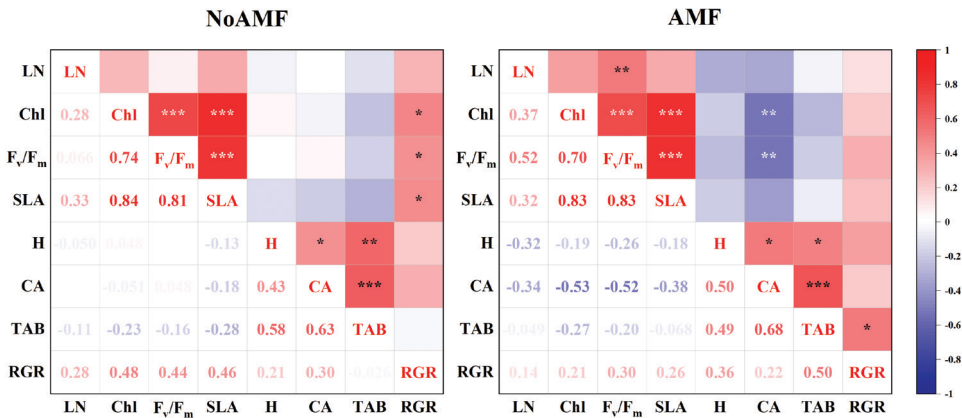 NoAMF
LN LN
Chl 0.28 Chl *** *** *
Fv/Fm 0.066 0.74 Fv/Fm *** *
SLA 0.33 0.84 0.81 SLA *
H -0.050 -0.13 H * **
CA -0.051 0.048 -0.18 0.43 CA ***
TAB -0.11 -0.23 -0.16 -0.28 0.58 0.63 TAB
RGR 0.28 0.48 0.44 0.46 0.21 0.30 -0.026 RGR
LN Chl Fv/Fm SLA H CA TAB RGR
AMF
LN LN **
Chl 0.37 Chl *** *** **
Fv/Fm 0.52 0.70 Fv/Fm *** **
SLA 0.32 0.83 0.83 SLA
H -0.32 -0.19 -0.26 -0.18 H * *
CA -0.34 -0.53 -0.52 -0.38 0.50 CA ***
TAB -0.049 -0.27 -0.20 -0.068 0.49 0.68 TAB *
RGR 0.14 0.21 0.30 0.26 0.36 0.22 0.50 RGR
LN Chl Fv/Fm SLA H CA TAB RGR
1
0.8
0.6
0.4
0.2
0
-0.2
-0.4
-0.6
-0.8
-1